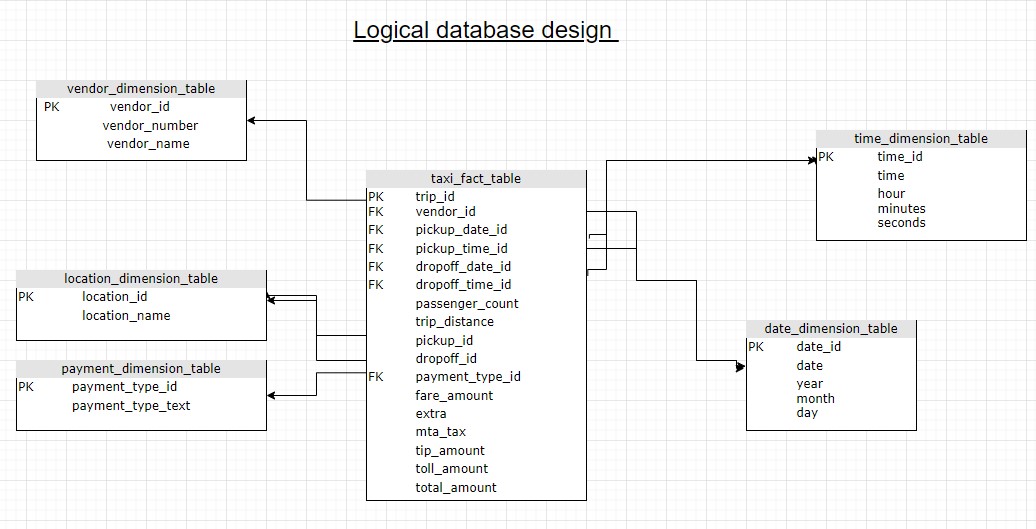 Logical database design
vendor_dimension_table
PK vendor_id
vendor_number
vendor_name
time_dimension_table
PK time_id
time
hour
minutes
seconds
taxi_fact_table
PK trip_id
FK vendor_id
FK pickup_date_id
FK pickup_time_id
FK dropoff_date_id
FK dropoff_time_id
passenger_count
trip_distance
pickup_id
dropoff_id
FK payment_type_id
fare_amount
extra
mta_tax
tip_amount
toll_amount
total_amount
location_dimension_table
PK location_id
location_name
payment_dimension_table
PK payment_type_id
payment_type_text
date_dimension_table
PK date_id
date
year
month
day